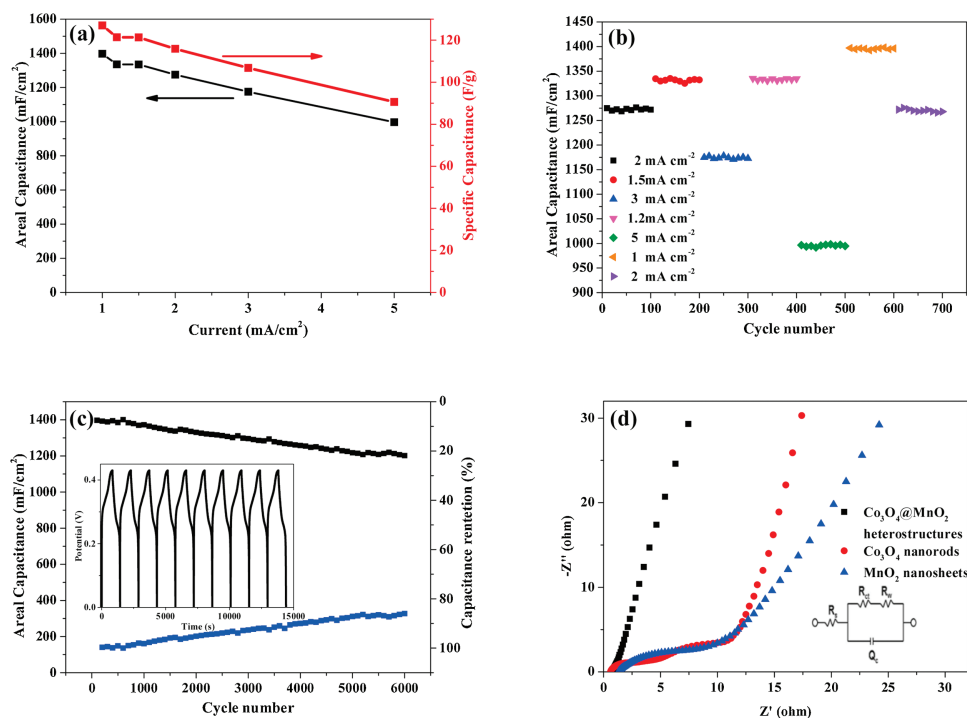 (a)
1600
1400
1200
1000
800
600
400
200
0
Areal Capacitance (mF/cm²)
120
100
80
60
40
20
0
Specific Capacitance (F/g)
1 2 3 4 5
Current (mA/cm²)
(b)
1450
1400
1350
1300
1250
1200
1150
1100
1050
1000
950
900
Areal Capacitance (mF/cm²)
2 mA cm⁻²
1.5mA cm⁻²
3 mA cm⁻²
1.2mA cm⁻²
5 mA cm⁻²
1 mA cm⁻²
2 mA cm⁻²
0 100 200 300 400 500 600 700
Cycle number
(c)
1400
1200
1000
800
600
400
200
0
Areal Capacitance (mF/cm²)
0
20
40
60
80
100
Capacitance rentetion (%)
0.4
0.2
0.0
Potential (V)
0 5000 10000 15000
Time (s)
0 1000 2000 3000 4000 5000 6000
Cycle number
(d)
30
20
10
0
-Z'' (ohm)
Co₃O₄@MnO₂
heterostructures
Co₃O₄ nanorods
MnO₂ nanosheets
Rs
Rct Rw
0 5 10 15 20 25 30
Z' (ohm)